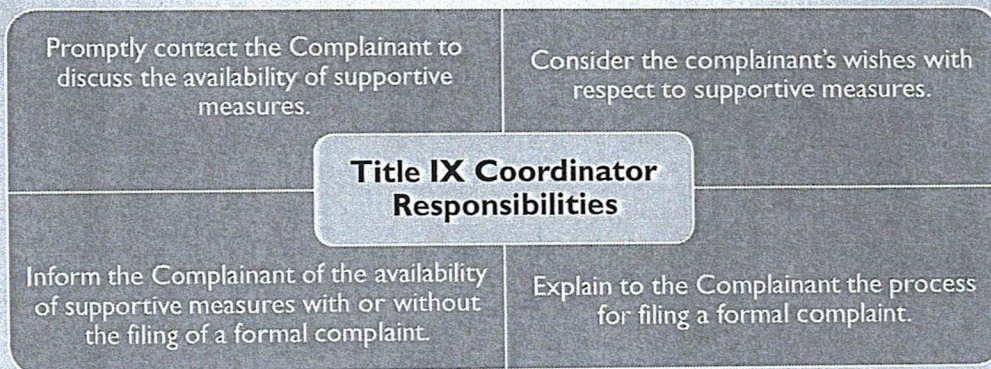 Promptly contact the Complainant to
discuss the availability of supportive
measures.
Consider the complainant's wishes with
respect to supportive measures.
Title IX Coordinator
Responsibilities
Inform the Complainant of the availability
of supportive measures with or without
the filing of a formal complaint.
Explain to the Complainant the process
for filing a formal complaint.